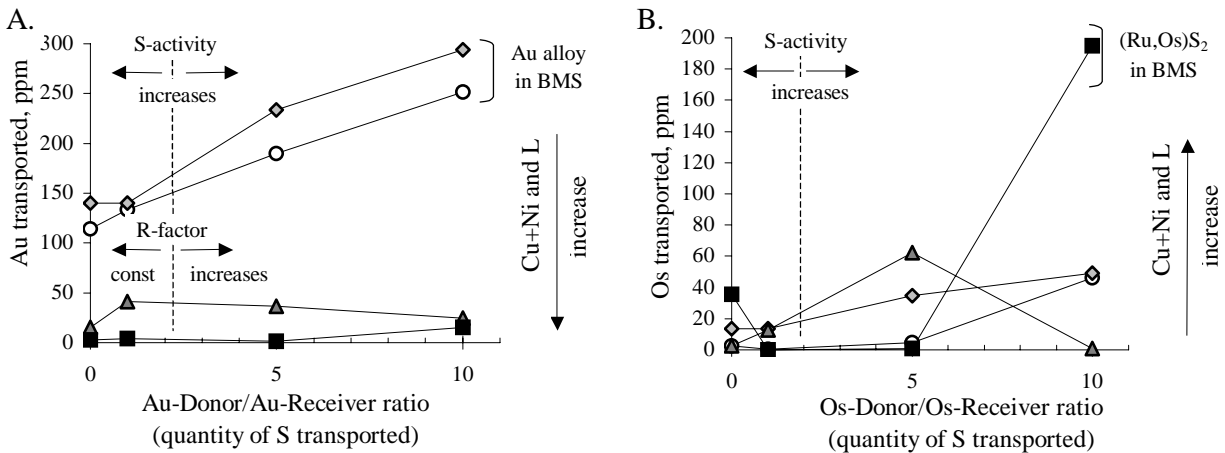 A.
300
250
200
150
100
50
0
Au transported, ppm
S-activity
increases
R-factor
const
increases
Au alloy
in BMS
Cu+Ni and L
increase
0
5
10
Au-Donor/Au-Receiver ratio
(quantity of S transported)
B.
200
180
160
140
120
100
80
60
40
20
0
Os transported, ppm
S-activity
increases
(Ru,Os)S2
in BMS
Cu+Ni and L
increase
0
5
10
Os-Donor/Os-Receiver ratio
(quantity of S transported)